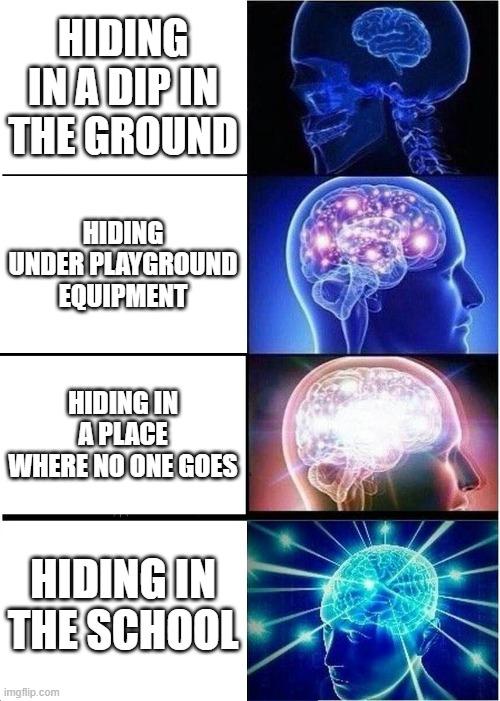 HIDING
IN A DIP IN
THE GROUND
HIDING
UNDER PLAYGROUND
EQUIPMENT
HIDING IN
A PLACE
WHERE NO ONE GOES
HIDING IN
THE SCHOOL
imgflip.com